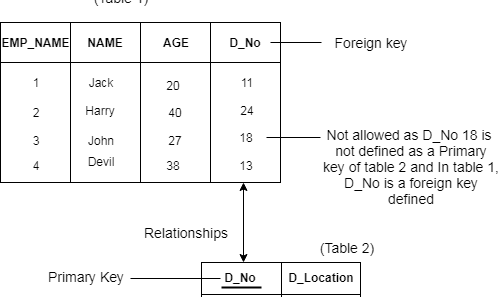 (Table 1)
EMP_NAME NAME AGE D_No Foreign key
1 Jack 20 11
2 Harry 40 24
3 John 27 18
4 Devil 38 13
Not allowed as D_No 18 is
not defined as a Primary
key of table 2 and In table 1,
D_No is a foreign key
defined
Relationships
(Table 2)
Primary Key D_No D_Location